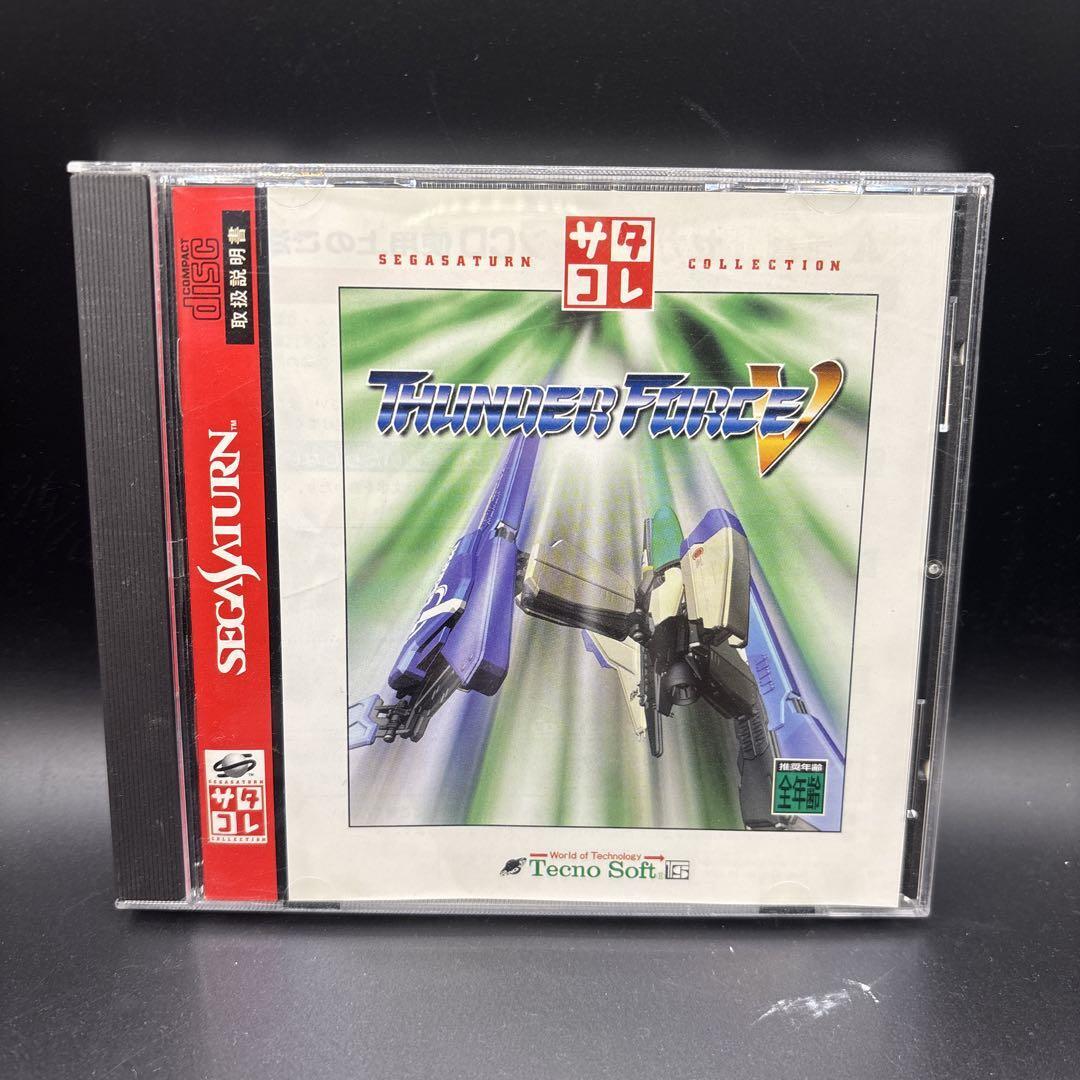 COMPACT
disc
取扱説明書
SEGASATURN™
SEGASATURN
サタ
コレ
COLLECTION
SEGASATURN
サタ
コレ
COLLECTION
THUNDER FORCE V
推奨年齢
全年齢
World of Technology
Tecno Soft